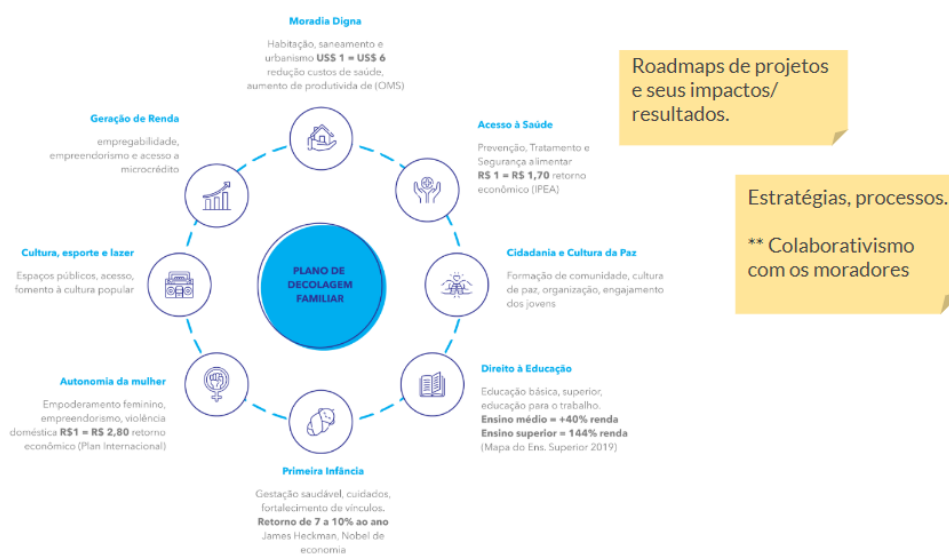 Moradia Digna
Habitação, saneamento e
urbanismo US$ 1 = US$ 6
redução custos de saúde,
aumento de produtivida de (OMS)
Geração de Renda
empregabilidade,
empreendorismo e acesso a
microcrédito
Acesso à Saúde
Prevenção, Tratamento e
Segurança alimentar
R$ 1 = R$ 1,70 retorno
econômico (IPEA)
Cultura, esporte e lazer
Espaços públicos, acesso,
fomento à cultura popular
PLANO DE
DECOLAGEM
FAMILIAR
Cidadania e Cultura da Paz
Formação de comunidade, cultura
de paz, organização, engajamento
dos jovens
Autonomia da mulher
Empoderamento feminino,
empreendorismo, violência
doméstica R$1 = R$ 2,80 retorno
econômico (Plan Internacional)
Direito à Educação
Educação básica, superior,
educação para o trabalho.
Ensino médio = +40% renda
Ensino superior = 144% renda
(Mapa do Ens. Superior 2019)
Primeira Infância
Gestação saudável, cuidados,
fortalecimento de vínculos.
Retorno de 7 a 10% ao ano
James Heckman, Nobel de
economia
Roadmaps de projetos
e seus impactos/
resultados.
Estratégias, processos.
** Colaborativismo
com os moradores